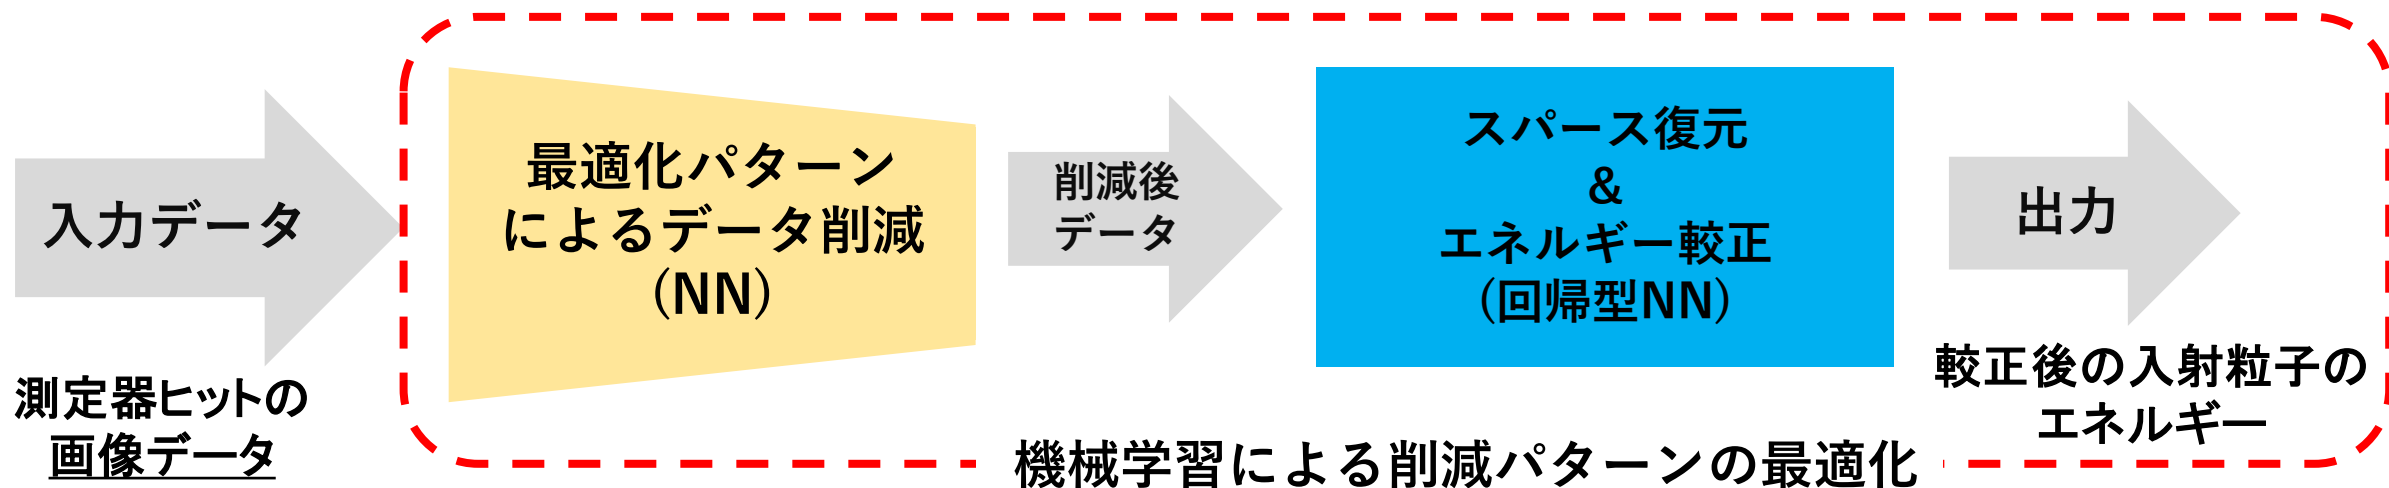 入力データ
測定器ヒットの
画像データ
最適化パターン
によるデータ削減
(NN)
削減後
データ
スパース復元
&
エネルギー較正
(回帰型NN)
出力
較正後の入射粒子の
エネルギー
機械学習による削減パターンの最適化